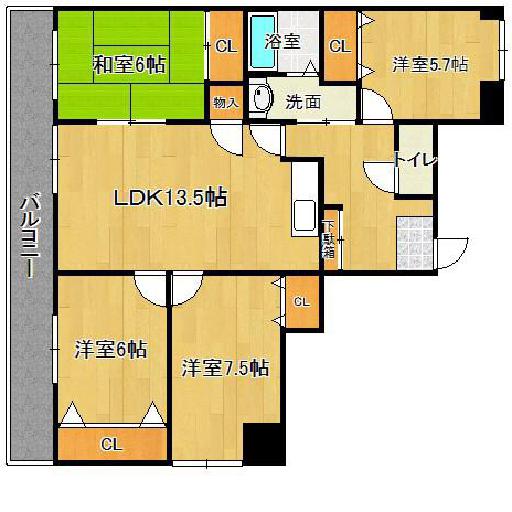 和室6帖
CL
浴室
CL
洋室5.7帖
物入
洗面
トイレ
LDK13.5帖
バルコニー
下駄箱
CL
洋室6帖
洋室7.5帖
CL